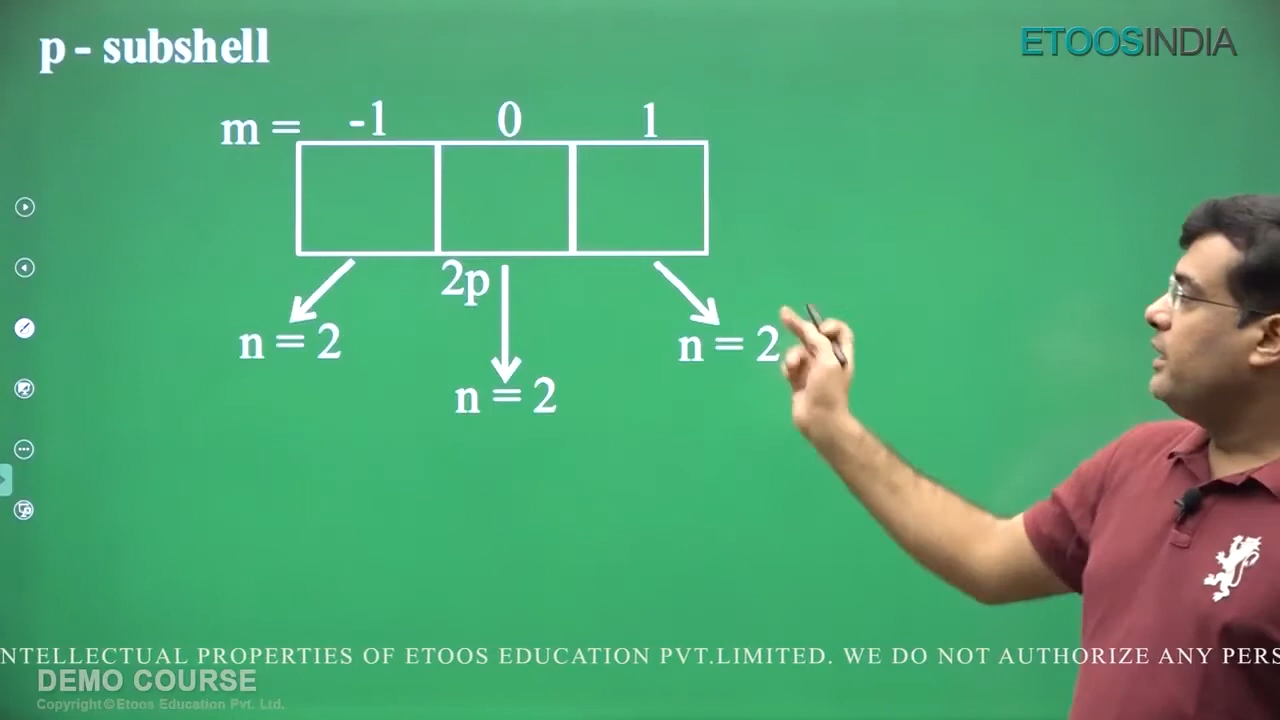 p - subshell
ETOOSINDIA
m = -1 0 1
2p
n = 2
n = 2
n = 2
NTELLECTUAL PROPERTIES OF ETOOS EDUCATION PVT.LIMITED. WE DO NOT AUTHORIZE ANY PERS
DEMO COURSE
Copyright©Etoos Education Pvt. Ltd.